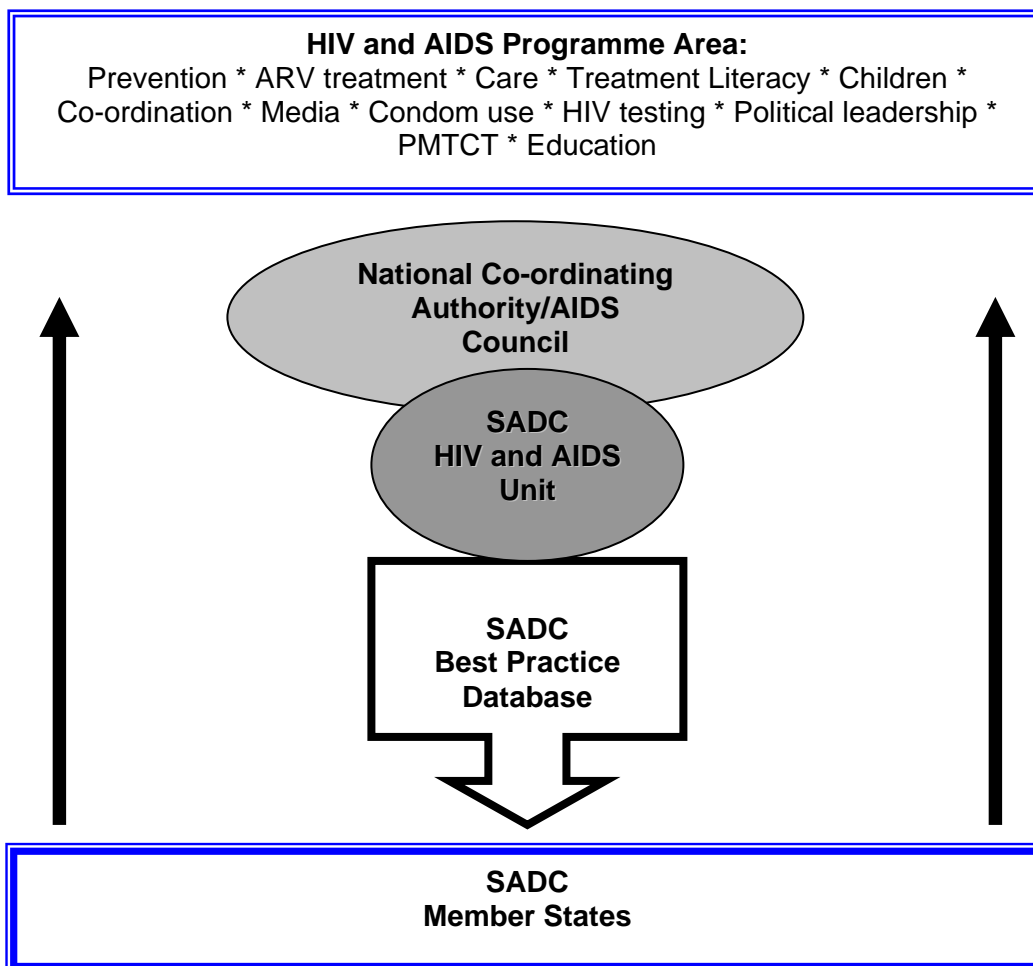 HIV and AIDS Programme Area:
Prevention * ARV treatment * Care * Treatment Literacy * Children *
Co-ordination * Media * Condom use * HIV testing * Political leadership *
PMTCT * Education
National Co-ordinating
Authority/AIDS
Council
SADC
HIV and AIDS
Unit
SADC
Best Practice
Database
SADC
Member States